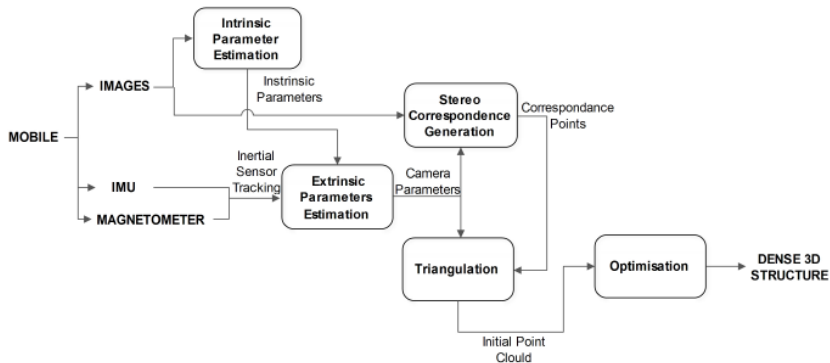 Intrinsic
Parameter
Estimation
IMAGES
Instrinsic
Parameters
Stereo
Correspondence
Generation
Correspondance
Points
MOBILE
Inertial
Sensor
Tracking
IMU
MAGNETOMETER
Extrinsic
Parameters
Estimation
Camera
Parameters
Triangulation
Optimisation
DENSE 3D
STRUCTURE
Initial Point
Clould